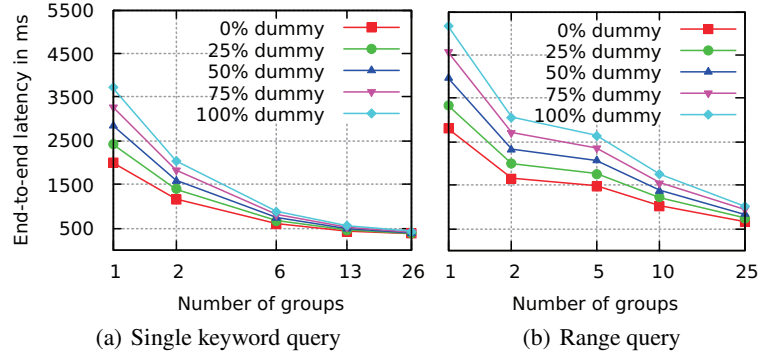 End-to-end latency in ms
5500
4500
3500
2500
1500
500
0% dummy
25% dummy
50% dummy
75% dummy
100% dummy
1 2 6 13 26
Number of groups
(a) Single keyword query
0% dummy
25% dummy
50% dummy
75% dummy
100% dummy
1 2 5 10 25
Number of groups
(b) Range query